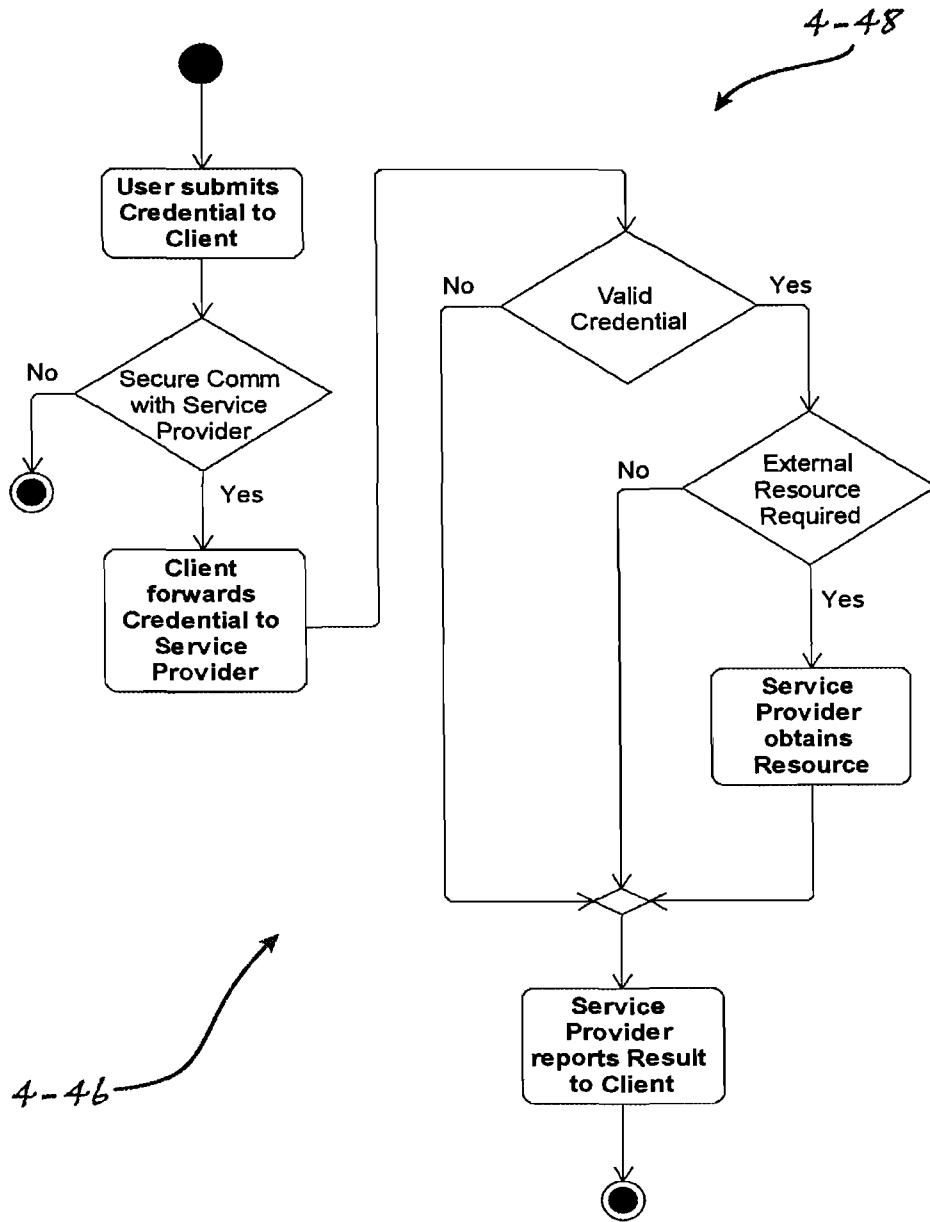 4-48
User submits
Credential to
Client
No
Secure Comm
with Service
Provider
Yes
Client
forwards
Credential to
Service
Provider
No
Valid
Credential
Yes
No
External
Resource
Required
Yes
Service
Provider
obtains
Resource
Service
Provider
reports Result
to Client
4-46